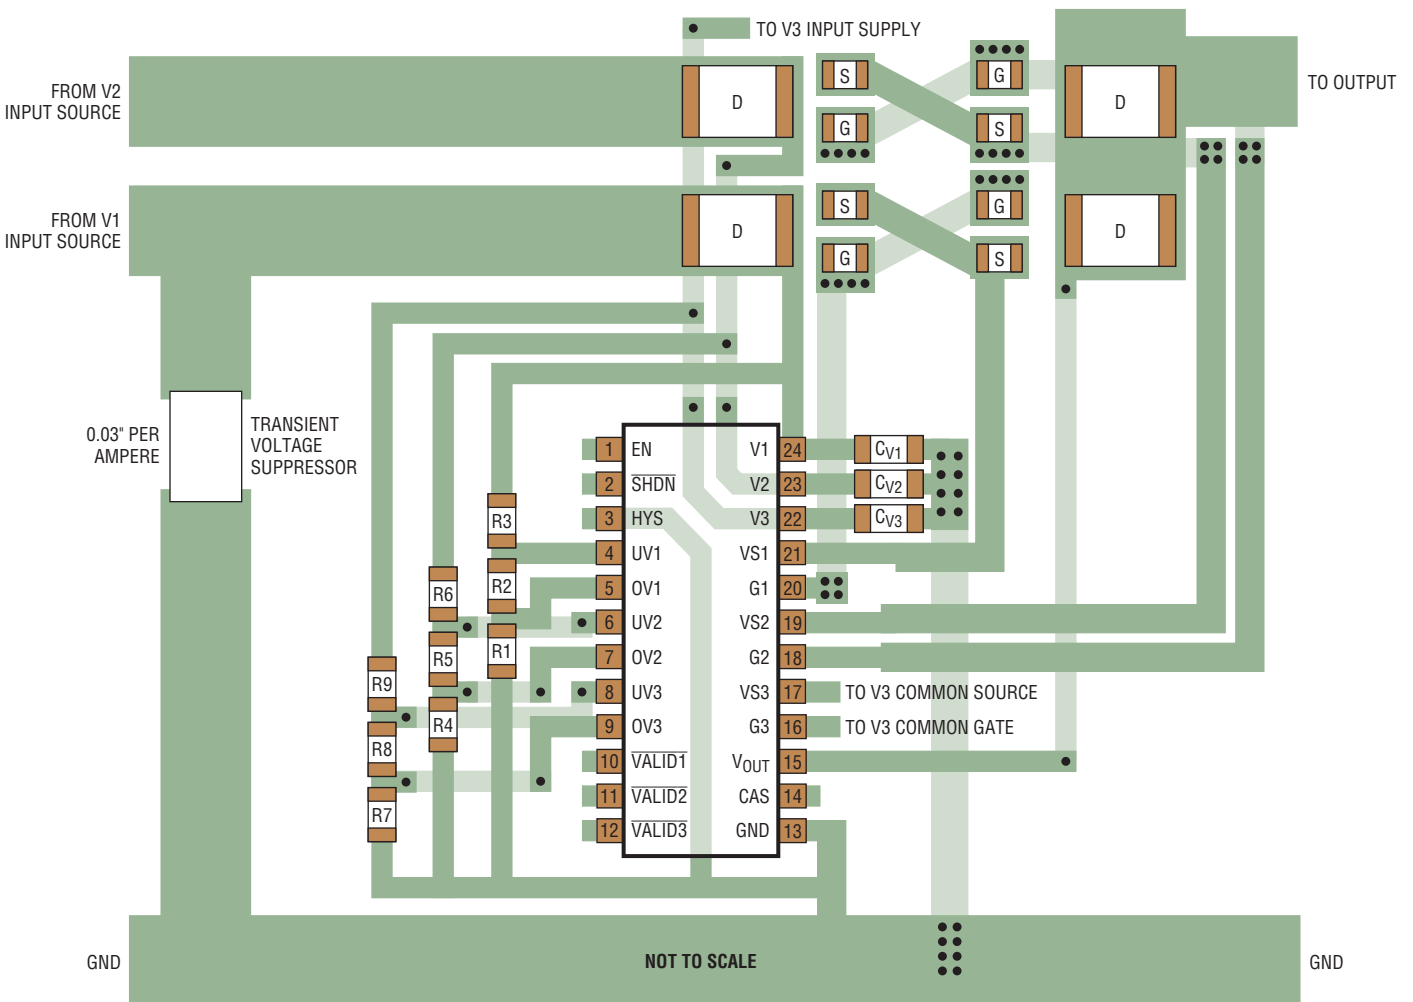 TO V3 INPUT SUPPLY
FROM V2
INPUT SOURCE
D
S
G
G
S
D
TO OUTPUT
FROM V1
INPUT SOURCE
D
S
G
G
S
D
0.03" PER
AMPERE
TRANSIENT
VOLTAGE
SUPPRESSOR
R3
R2
R1
R6
R5
R4
R9
R8
R7
1 EN
2 SHDN
3 HYS
4 UV1
5 OV1
6 UV2
7 OV2
8 UV3
9 OV3
10 VALID1
11 VALID2
12 VALID3
V1 24
V2 23
V3 22
VS1 21
G1 20
VS2 19
G2 18
VS3 17
G3 16
VOUT 15
CAS 14
GND 13
CV1
CV2
CV3
TO V3 COMMON SOURCE
TO V3 COMMON GATE
GND
NOT TO SCALE
GND